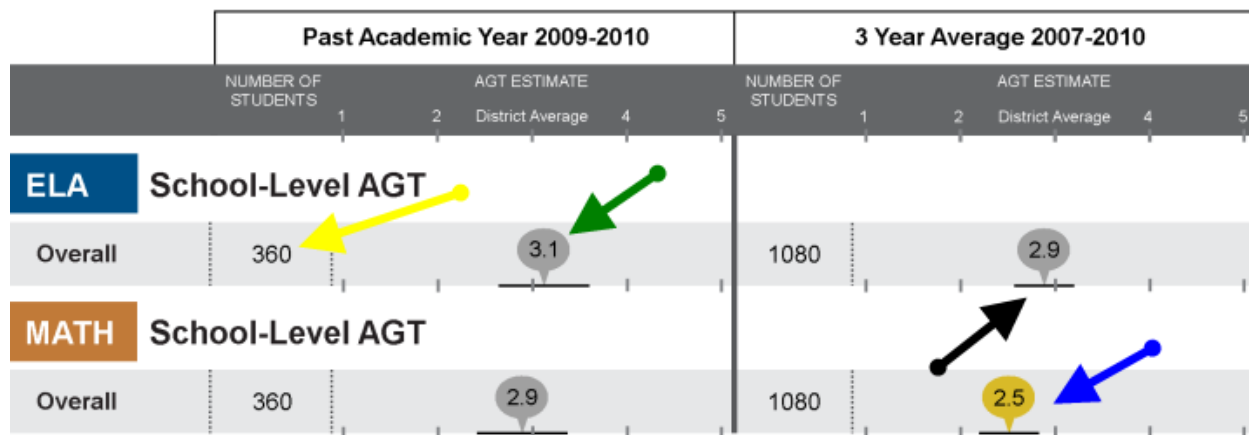 Past Academic Year 2009-2010
3 Year Average 2007-2010
NUMBER OF STUDENTS
AGT ESTIMATE
NUMBER OF STUDENTS
AGT ESTIMATE
1 2 District Average 4 5
1 2 District Average 4 5
ELA School-Level AGT
Overall 360 3.1 1080 2.9
MATH School-Level AGT
Overall 360 2.9 1080 2.5